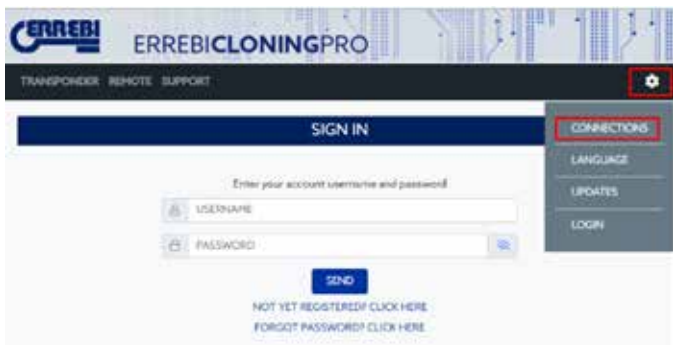 ERREBI
ERREBICLONINGPRO
TRANSPONDER REMOTE SUPPORT
SIGN IN
CONNECTIONS
LANGUAGE
UPDATES
LOGIN
Enter your account username and password
USERNAME
PASSWORD
SEND
NOT YET REGISTERED? CLICK HERE
FORGOT PASSWORD? CLICK HERE